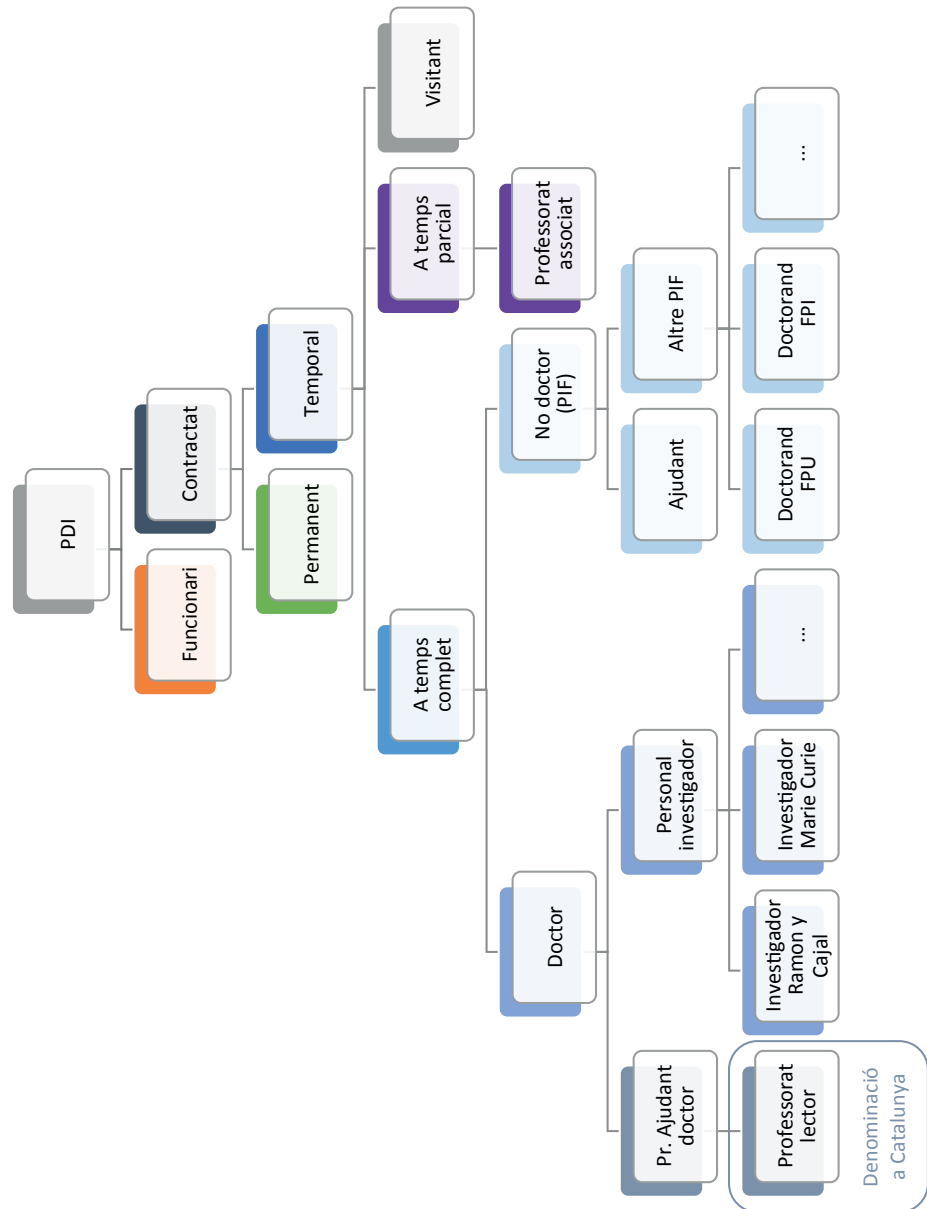 PDI
Funcionari
Contractat
Permanent
Temporal
A temps
complet
A temps
parcial
Visitant
Doctor
No doctor
(PIF)
Professorat
associat
Pr. Ajudant
doctor
Personal
investigador
Ajudant
Altre PIF
Professorat
lector
Investigador
Ramon y
Cajal
Investigador
Marie Curie
...
Doctorand
FPU
Doctorand
FPI
...
Denominació
a Catalunya